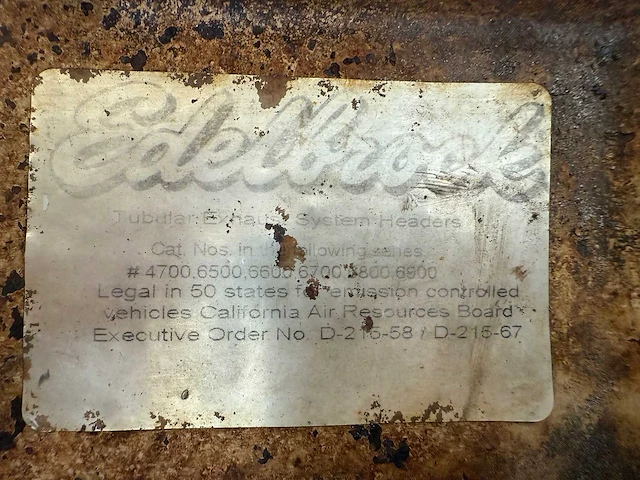 Edelbrock
Tubular Exhaust System Headers
Cat. Nos. in the following series
# 4700,6500,6600,6700,6800,6900
Legal in 50 states for emission controlled
vehicles California Air Resources Board
Executive Order No. D-215-58 / D-215-67